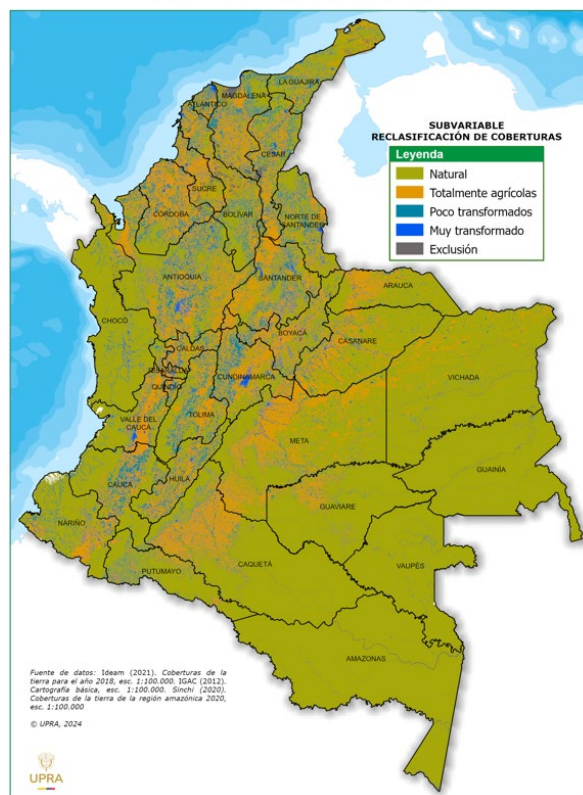 SUBVARIABLE
RECLASIFICACIÓN DE COBERTURAS
Leyenda
Natural
Totalmente agrícolas
Poco transformados
Muy transformado
Exclusión
LA GUAJIRA
MAGDALENA
ATLÁNTICO
CESAR
SUCRE
CÓRDOBA
BOLÍVAR
NORTE DE
SANTANDER
ANTIOQUIA
SANTANDER
ARAUCA
CHOCÓ
BOYACÁ
CASANARE
CALDAS
RISARALDA
CUNDINAMARCA
VICHADA
QUINDÍO
TOLIMA
VALLE DEL
CAUCA
META
GUAINÍA
HUILA
CAUCA
GUAVIARE
NARIÑO
VAUPÉS
CAQUETÁ
PUTUMAYO
AMAZONAS
Fuente de datos: Ideam (2021). Coberturas de la
tierra para el año 2018, esc. 1:100.000. IGAC (2012).
Cartografía básica, esc. 1:100.000. Sinchi (2020).
Coberturas de la tierra de la región amazónica 2020,
esc. 1:100.000
© UPRA, 2024
UPRA